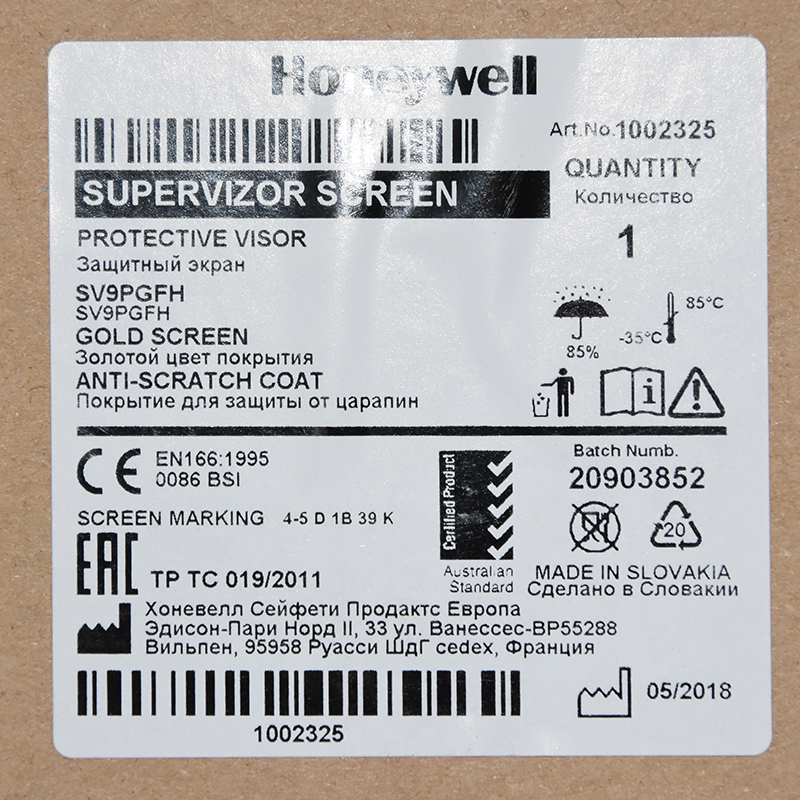 Honeywell
Art.No.1002325
SUPERVIZOR SCREEN
QUANTITY
Количество
1
PROTECTIVE VISOR
Защитный экран
SV9PGFH
SV9PGFH
GOLD SCREEN
Золотой цвет покрытия
ANTI-SCRATCH COAT
Покрытие для защиты от царапин
85%
-35°C
85°C
i
CE
EN166:1995
0086 BSI
SCREEN MARKING 4-5 D 1B 39 K
Certified Product
Australian
Standard
Batch Numb.
20903852
20
MADE IN SLOVAKIA
Сделано в Словакии
EAC
TP TC 019/2011
Хоневелл Сейфети Продактс Европа
Эдисон-Пари Норд II, 33 ул. Ванессес-BP55288
Вильпен, 95958 Руасси ШдГ cedex, Франция
1002325
05/2018